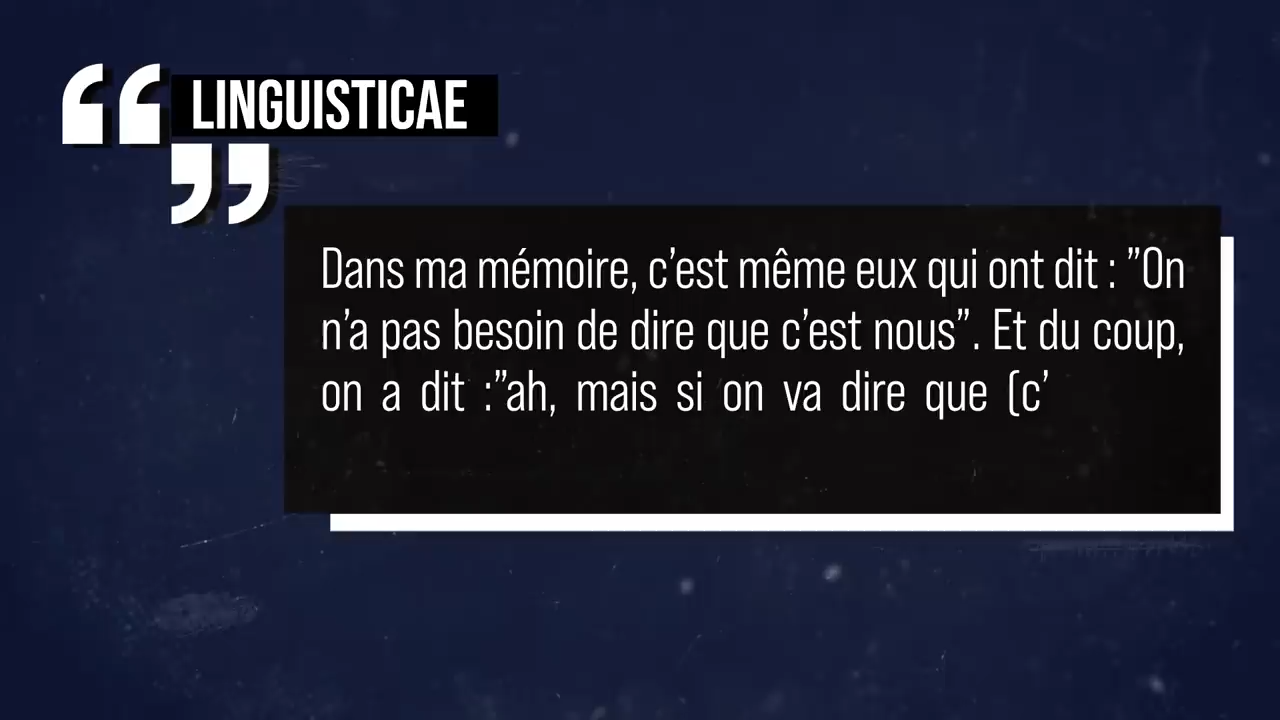 LINGUISTICAE
Dans ma mémoire, c’est même eux qui ont dit : ”On
n’a pas besoin de dire que c’est nous”. Et du coup,
on a dit :”ah, mais si on va dire que (c’